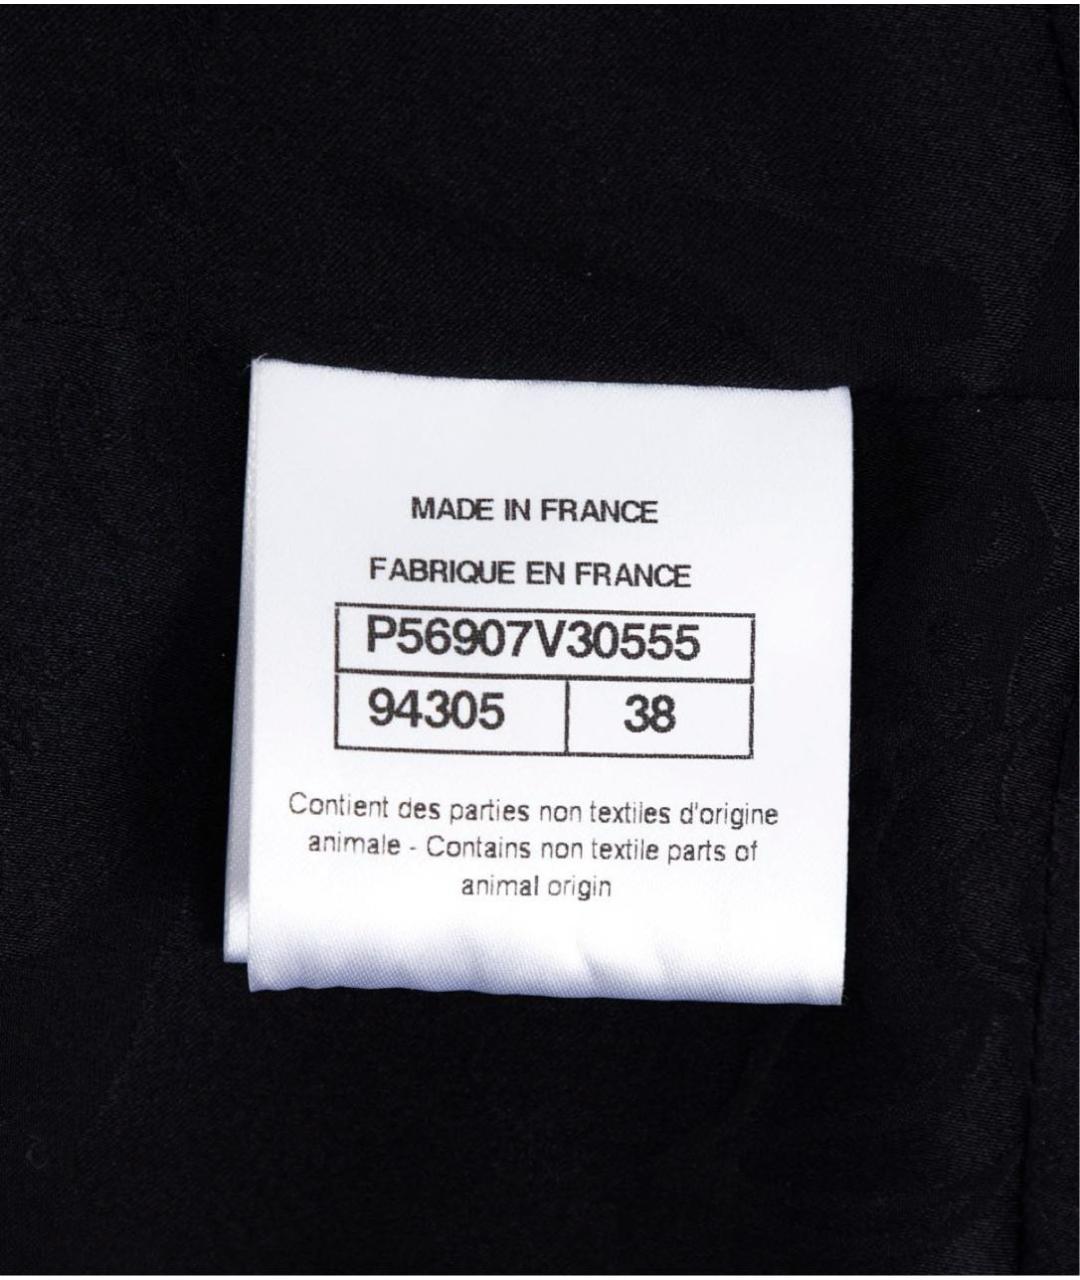 MADE IN FRANCE
FABRIQUE EN FRANCE
P56907V30555
94305 38
Contient des parties non textiles d'origine
animale - Contains non textile parts of
animal origin